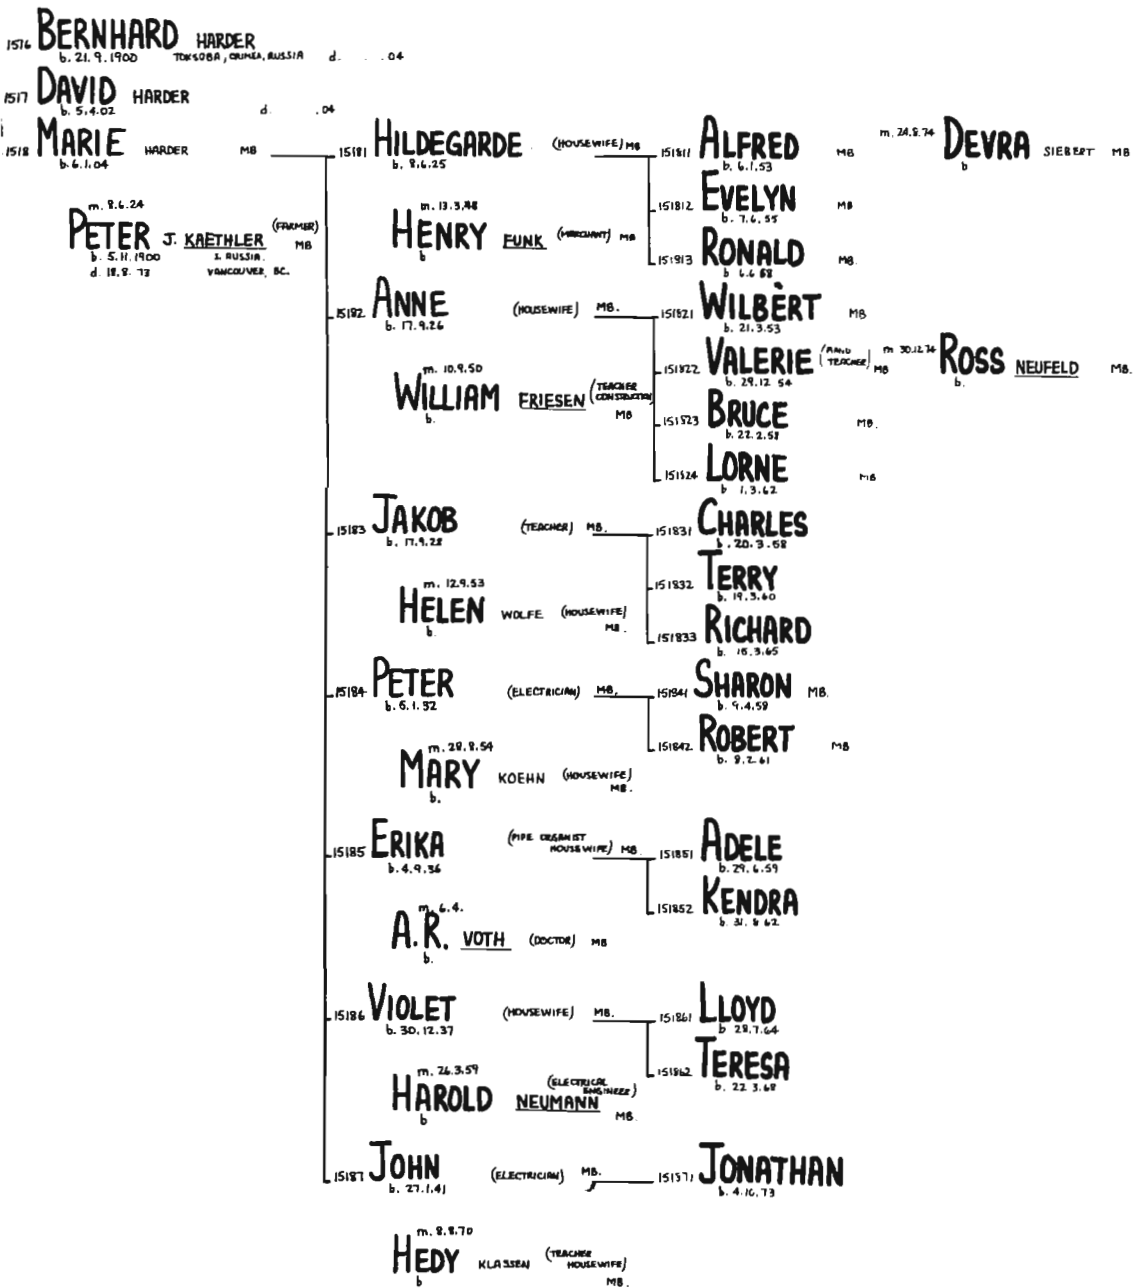 1516 BERNHARD HARDER
b. 21.9.1900 TOKSOBA, CRIMEA, RUSSIA d. . .04
1517 DAVID HARDER
b. 5.4.02 d. .04
1518 MARIE HARDER MB
b. 6.1.04
m. 8.6.24
PETER J. KAETHLER (FARMER) MB
b. 5.11.1900 S. RUSSIA.
d. 18.8.73 VANCOUVER, BC.
15181 HILDEGARDE (HOUSEWIFE) MB
b. 8.6.25
m. 13.3.48
HENRY FUNK (MERCHANT) MB
b
151811 ALFRED MB
b. 6.1.53
m. 24.8.74 DEVRA SIEBERT MB
b
151812 EVELYN MB
b. 7.6.55
151813 RONALD MB.
b 6.6.58
15182 ANNE (HOUSEWIFE) MB.
b. 17.9.26
m. 10.9.50
WILLIAM FRIESEN (TEACHER CONSTRUCTION) MB
b.
151821 WILBERT MB
b. 21.3.53
151822 VALERIE (PIANO TEACHER) MB
b. 29.12 54
m 30.12.74 ROSS NEUFELD MB.
b.
151823 BRUCE MB.
b. 22.2.58
151824 LORNE MB
b 1.3.62
15183 JAKOB (TEACHER) MB.
b. 17.9.28
m. 12.9.53
HELEN WOLFE (HOUSEWIFE) MB.
b.
151831 CHARLES
b. 20.3.58
151832 TERRY
b. 19.3.60
151833 RICHARD
b. 15.3.65
15184 PETER (ELECTRICIAN) MB.
b. 6.1.32
m. 28.8.54
MARY KOEHN (HOUSEWIFE) MB.
b.
151841 SHARON MB.
b. 9.4.59
151842 ROBERT MB
b. 8.2.61
15185 ERIKA (PIPE ORGANIST HOUSEWIFE) MB.
b. 4.9.36
m. 6.4.
A.R. VOTH (DOCTOR) MB
b.
151851 ADELE
b. 29.6.59
151852 KENDRA
b. 31.8.62
15186 VIOLET (HOUSEWIFE) MB.
b. 30.12.37
m. 26.3.59
HAROLD NEUMANN (ELECTRICAL ENGINEER) MB.
b
151861 LLOYD
b 28.7.64
151862 TERESA
b. 22 3.68
15187 JOHN (ELECTRICIAN) MB.
b. 27.1.41
m. 8.8.70
HEDY KLASSEN (TEACHER HOUSEWIFE) MB.
b
151871 JONATHAN
b. 4.10.73